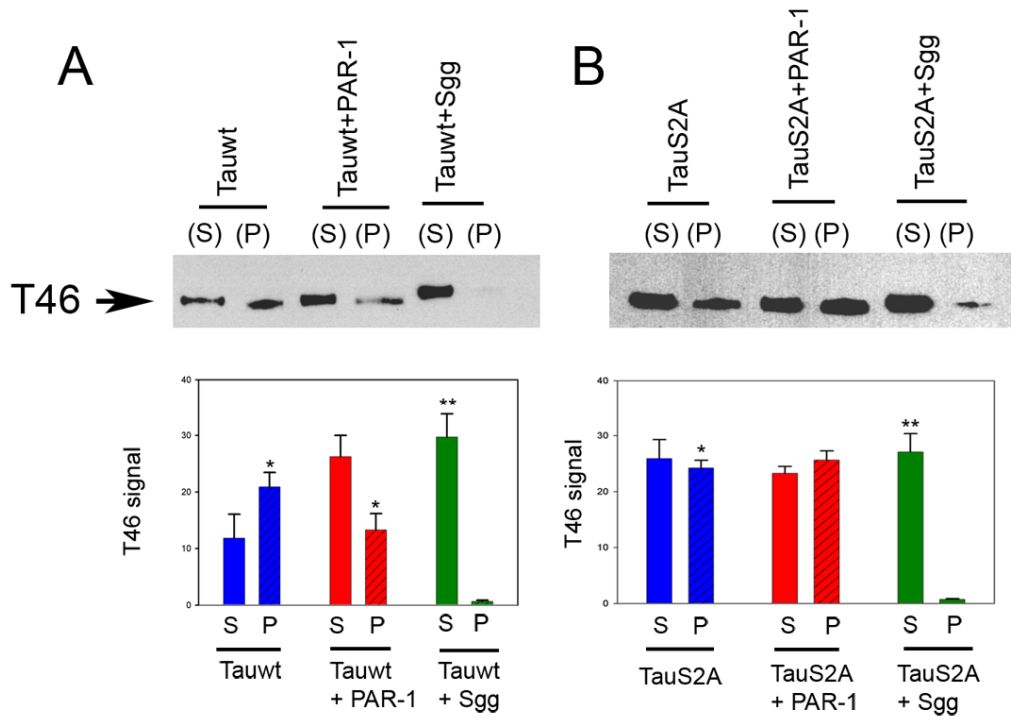 A
Tauwt
Tauwt+PAR-1
Tauwt+Sgg
(S) (P) (S) (P) (S) (P)
T46
40
30
20
10
0
T46 signal
* * **
S P S P S P
Tauwt
Tauwt
+ PAR-1
Tauwt
+ Sgg
B
TauS2A
TauS2A+PAR-1
TauS2A+Sgg
(S) (P) (S) (P) (S) (P)
40
30
20
10
0
T46 signal
* **
S P S P S P
TauS2A
TauS2A
+ PAR-1
TauS2A
+ Sgg